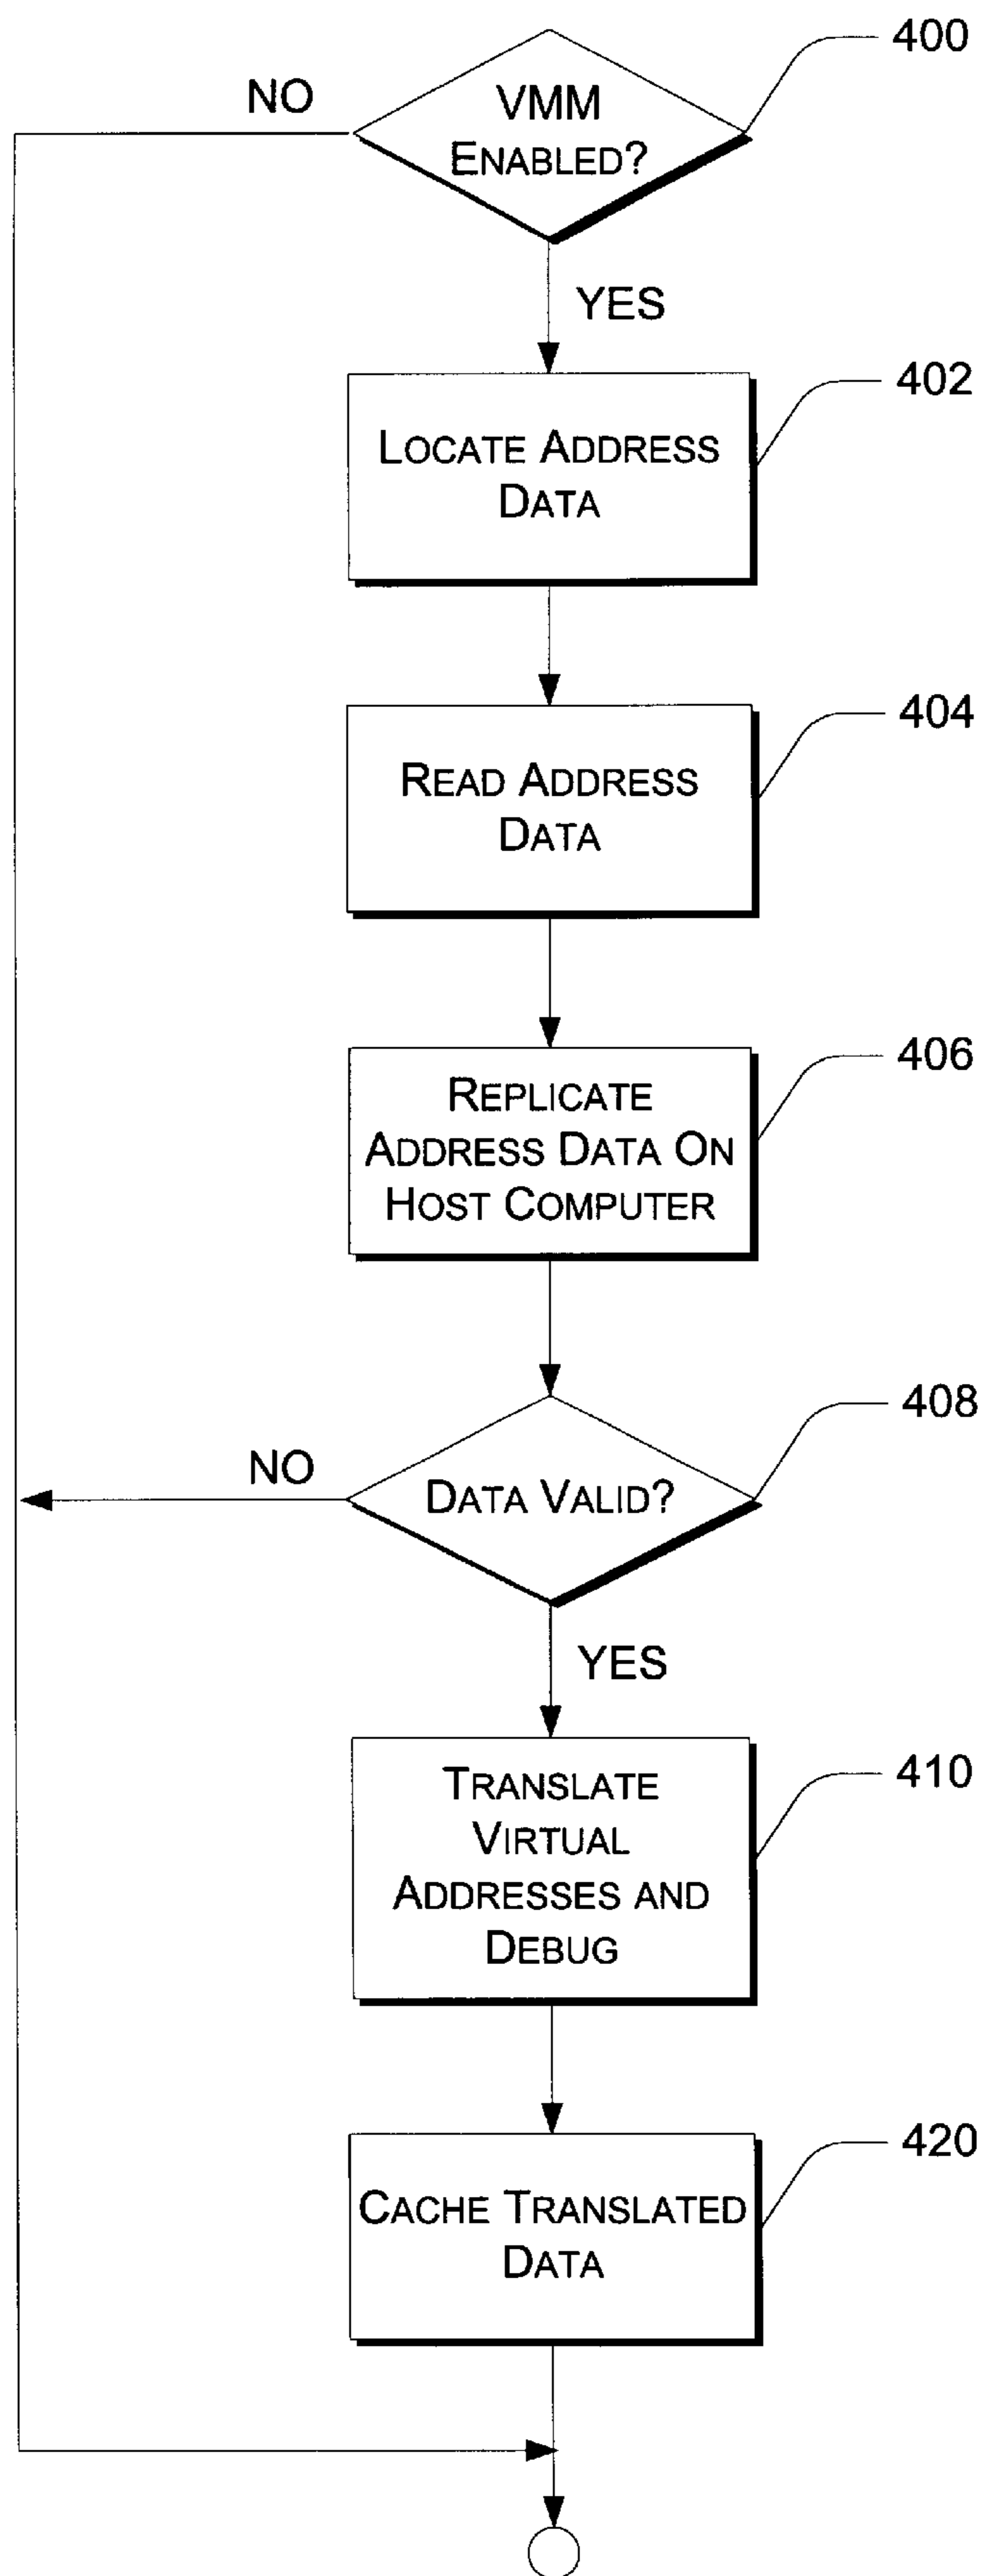 400
NO
VMM
ENABLED?
YES
402
LOCATE ADDRESS
DATA
404
READ ADDRESS
DATA
406
REPLICATE
ADDRESS DATA ON
HOST COMPUTER
408
NO
DATA VALID?
YES
410
TRANSLATE
VIRTUAL
ADDRESSES AND
DEBUG
420
CACHE TRANSLATED
DATA